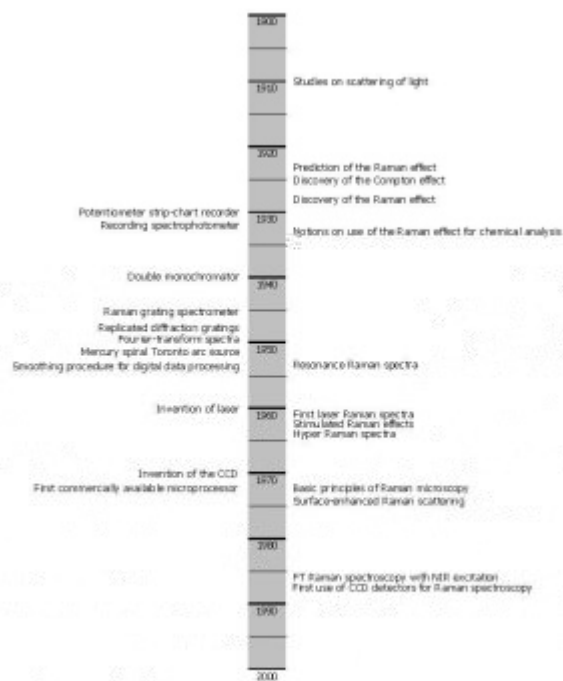 1900
Studies on scattering of light
1910
1920
Prediction of the Raman effect
Discovery of the Compton effect
Discovery of the Raman effect
Potentiometer strip-chart recorder
1930
Recording spectrophotometer
Notions on use of the Raman effect for chemical analysis
Double monochromator
1940
Raman grating spectrometer
Replicated diffraction gratings
Fourier-transform spectra
Mercury spiral Toronto arc source
1950
Smoothing procedure for digital data processing
Resonance Raman spectra
Invention of laser
1960
First laser Raman spectra
Stimulated Raman effects
Hyper Raman spectra
Invention of the CCD
1970
First commercially available microprocessor
Basic principles of Raman microscopy
Surface-enhanced Raman scattering
1980
FT Raman spectroscopy with NIR excitation
First use of CCD detectors for Raman spectroscopy
1990
2000